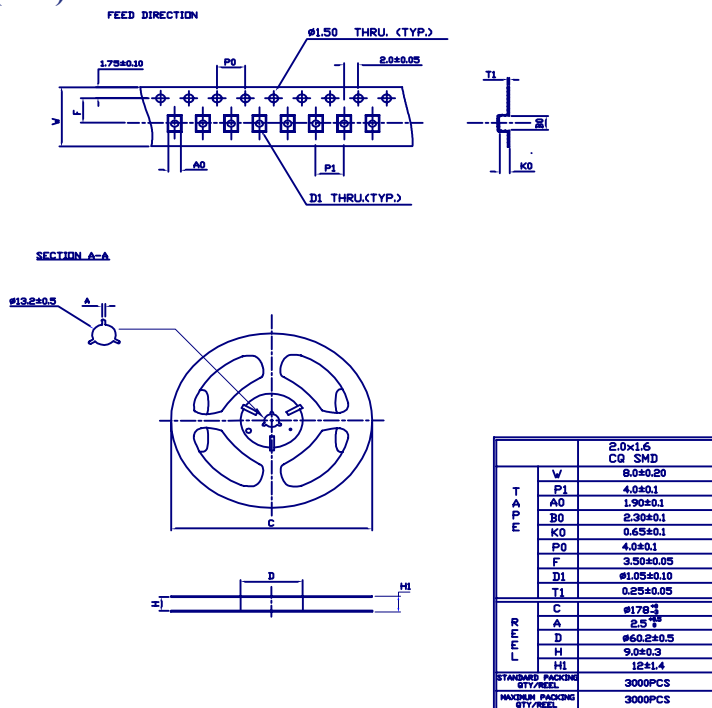 FEED DIRECTION
ø1.50 THRU. (TYP.)
1.75±0.10
P0
2.0±0.05
T1
W
F
B0
A0
P1
K0
D1 THRU.(TYP.)
SECTION A-A
ø13.2±0.5
A
C
D
H
H1
2.0x1.6
CQ SMD
TAPE
W 8.0±0.20
P1 4.0±0.1
A0 1.90±0.1
B0 2.30±0.1
K0 0.65±0.1
P0 4.0±0.1
F 3.50±0.05
D1 ø1.05±0.10
T1 0.25±0.05
REEL
C ø178
A 2.5
D ø60.2±0.5
H 9.0±0.3
H1 12±1.4
STANDARD PACKING
QTY/REEL 3000PCS
MAXIMUN PACKING
QTY/REEL 3000PCS